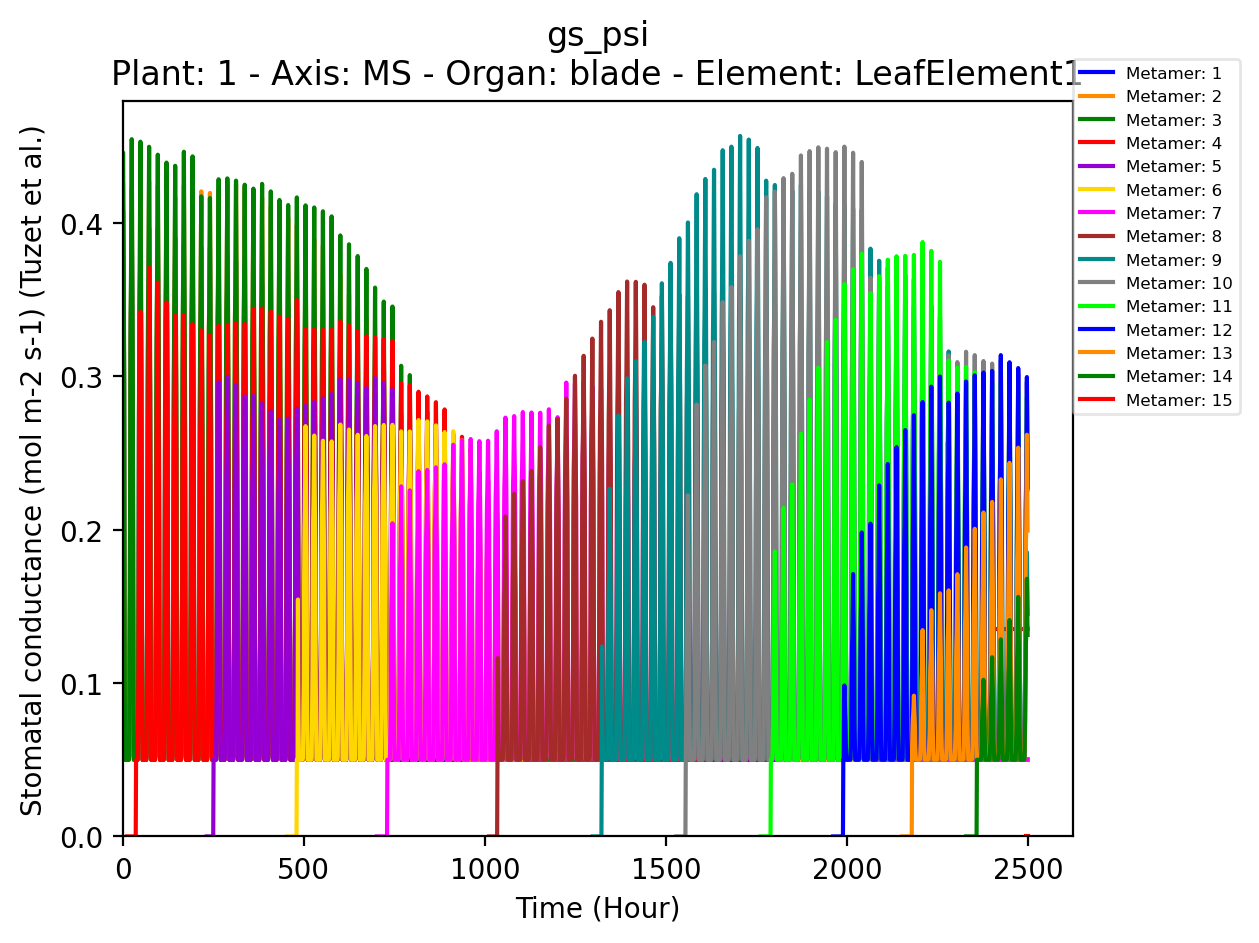 gs_psi
Plant: 1 - Axis: MS - Organ: blade - Element: LeafElement1
Metamer: 1
Metamer: 2
Metamer: 3
Metamer: 4
Metamer: 5
Metamer: 6
Metamer: 7
Metamer: 8
Metamer: 9
Metamer: 10
Metamer: 11
Metamer: 12
Metamer: 13
Metamer: 14
Metamer: 15
Stomatal conductance (mol m-2 s-1) (Tuzet et al.)
0.4
0.3
0.2
0.1
0.0
0 500 1000 1500 2000 2500
Time (Hour)